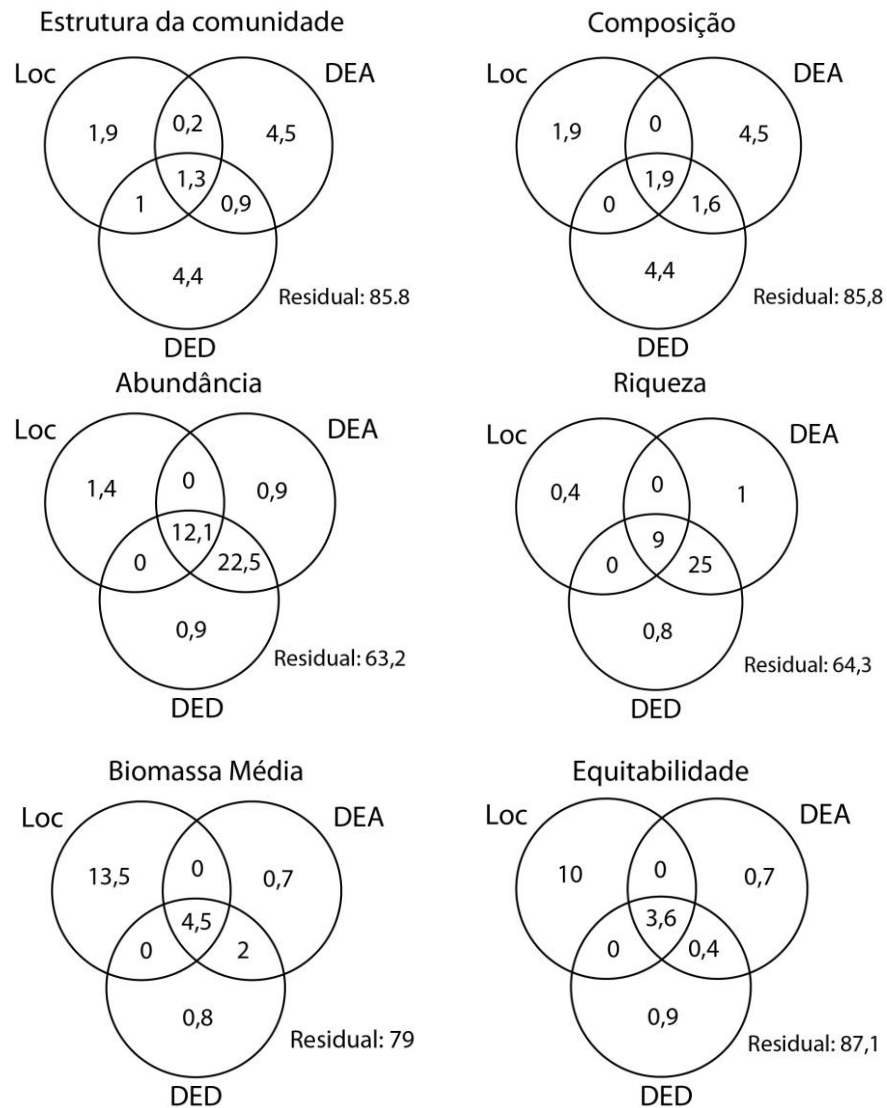 Estrutura da comunidade
Loc
DEA
1,9
0,2
4,5
1,3
1
0,9
4,4
Residual: 85.8
DED
Composição
Loc
DEA
1,9
0
4,5
1,9
0
1,6
4,4
Residual: 85,8
DED
Abundância
Loc
DEA
1,4
0
0,9
12,1
0
22,5
0,9
Residual: 63,2
DED
Riqueza
Loc
DEA
0,4
0
1
9
0
25
0,8
Residual: 64,3
DED
Biomassa Média
Loc
DEA
13,5
0
0,7
4,5
0
2
0,8
Residual: 79
DED
Equitabilidade
Loc
DEA
10
0
0,7
3,6
0
0,4
0,9
Residual: 87,1
DED